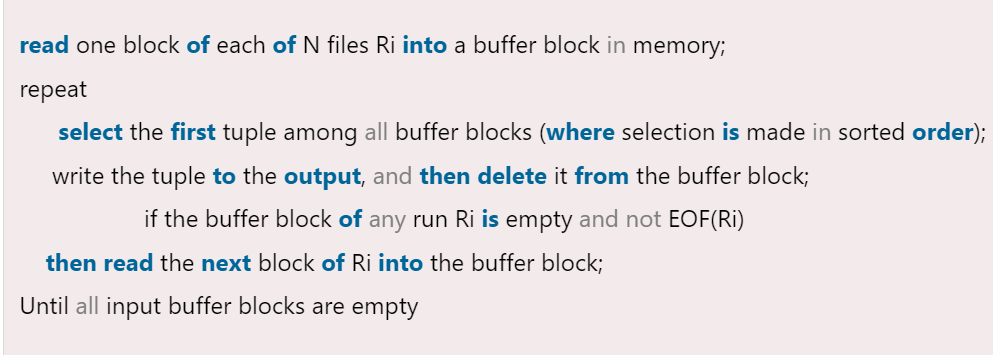 read one block of each of N files Ri into a buffer block in memory;
repeat
select the first tuple among all buffer blocks (where selection is made in sorted order);
write the tuple to the output, and then delete it from the buffer block;
if the buffer block of any run Ri is empty and not EOF(Ri)
then read the next block of Ri into the buffer block;
Until all input buffer blocks are empty